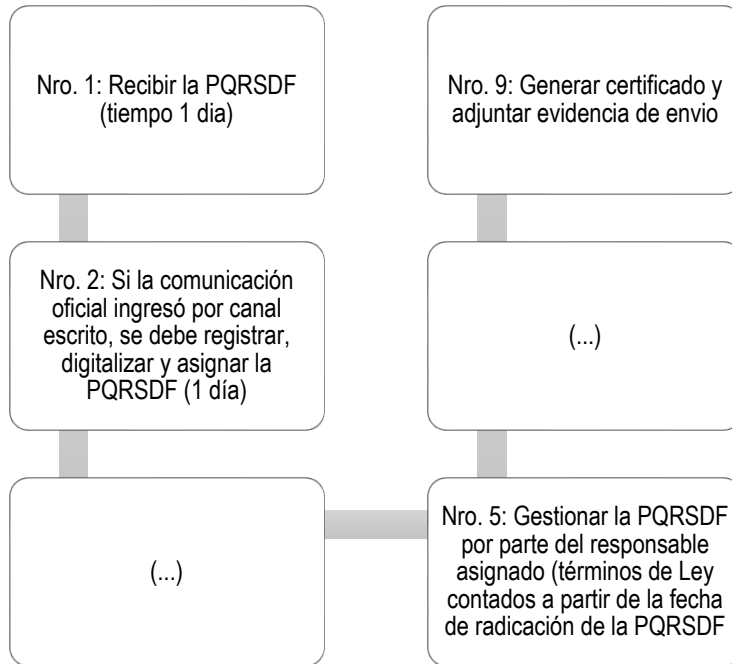 Nro. 1: Recibir la PQRSDF
(tiempo 1 dia)
Nro. 2: Si la comunicación
oficial ingresó por canal
escrito, se debe registrar,
digitalizar y asignar la
PQRSDF (1 día)
(...)
Nro. 5: Gestionar la PQRSDF
por parte del responsable
asignado (términos de Ley
contados a partir de la fecha
de radicación de la PQRSDF
(...)
Nro. 9: Generar certificado y
adjuntar evidencia de envio